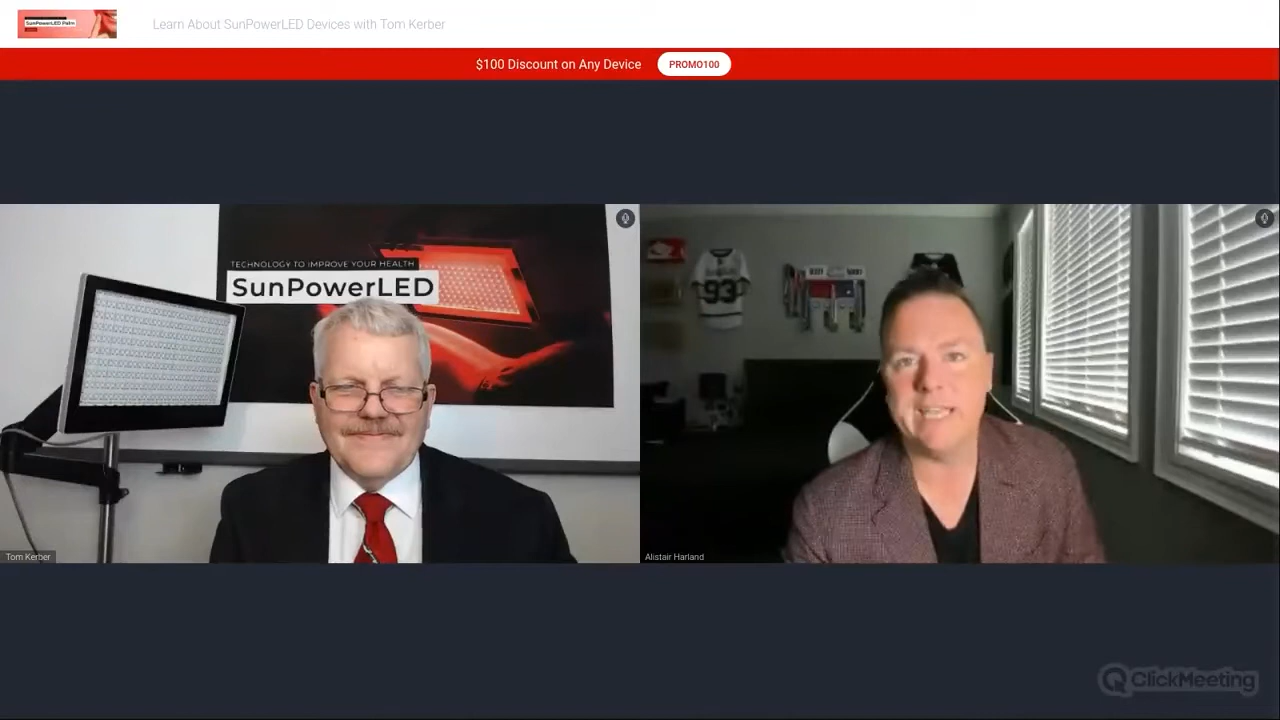 SunPowerLED Palm
Learn About SunPowerLED Devices with Tom Kerber
$100 Discount on Any Device
PROMO100
TECHNOLOGY TO IMPROVE YOUR HEALTH
SunPowerLED
93
Tom Kerber
Alistair Harland
ClickMeeting